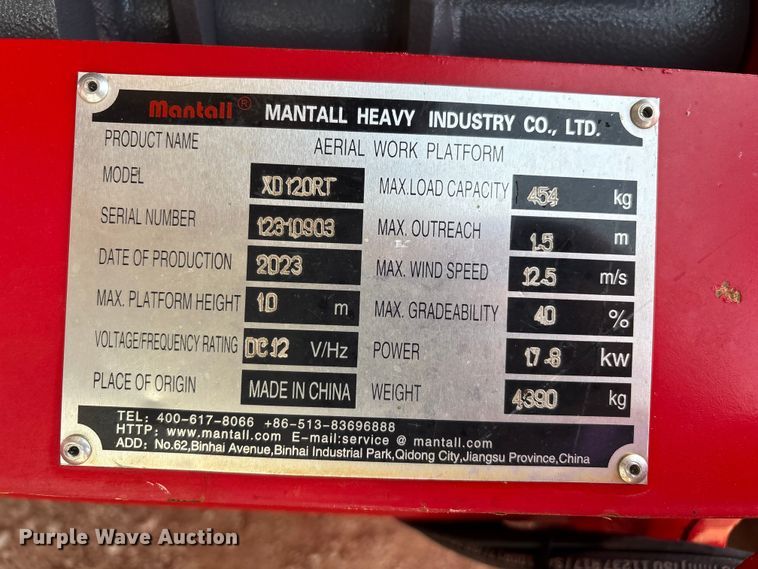 Mantall® MANTALL HEAVY INDUSTRY CO., LTD.
PRODUCT NAME AERIAL WORK PLATFORM
MODEL XD120RT MAX.LOAD CAPACITY 454 kg
SERIAL NUMBER 12310903 MAX. OUTREACH 1.5 m
DATE OF PRODUCTION 2023 MAX. WIND SPEED 12.5 m/s
MAX. PLATFORM HEIGHT 10 m MAX. GRADEABILITY 40 %
VOLTAGE/FREQUENCY RATING DC12 V/Hz POWER 17.8 kw
PLACE OF ORIGIN MADE IN CHINA WEIGHT 4390 kg
TEL: 400-617-8066 +86-513-83696888
HTTP: www.mantall.com E-mail:service @ mantall.com
ADD: No.62,Binhai Avenue,Binhai Industrial Park,Qidong City,Jiangsu Province,China
Purple Wave Auction